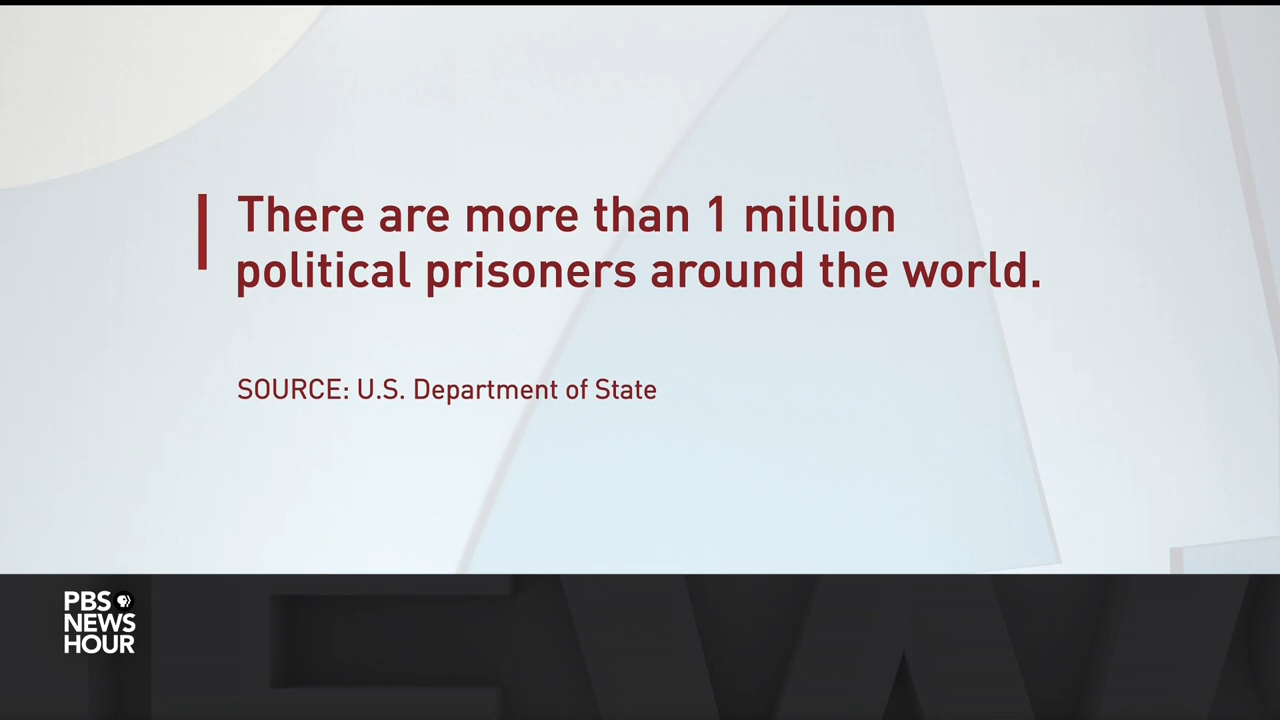 There are more than 1 million
political prisoners around the world.
SOURCE: U.S. Department of State
PBS
NEWS
HOUR